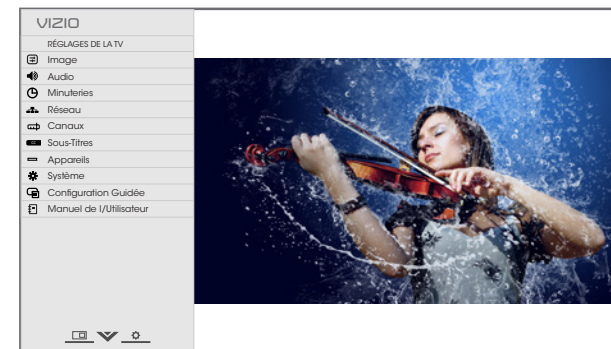 VIZIO
RÉGLAGES DE LA TV
Image
Audio
Minuteries
Réseau
Canaux
Sous-Titres
Appareils
Système
Configuration Guidée
Manuel de l/Utilisateur